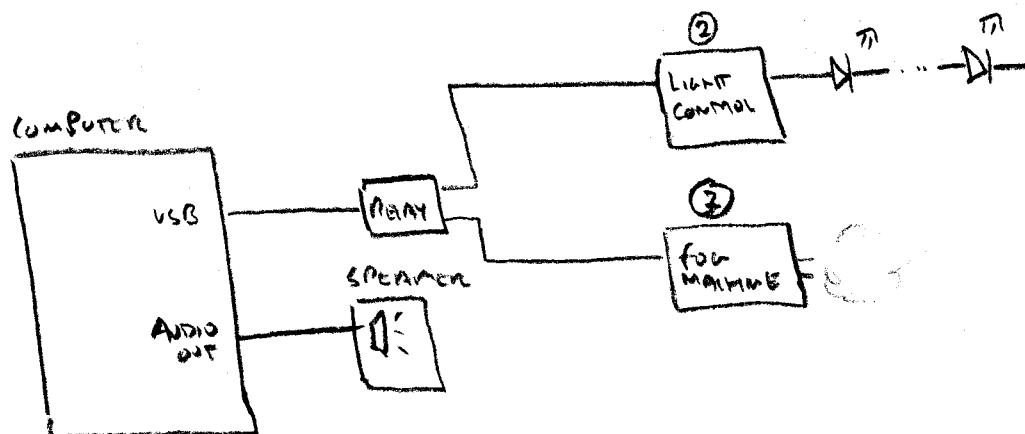 COMPUTER
USB
AUDIO
OUT
RELAY
SPEAKER
2
LIGHT
CONTROL
3
FOG
MACHINE